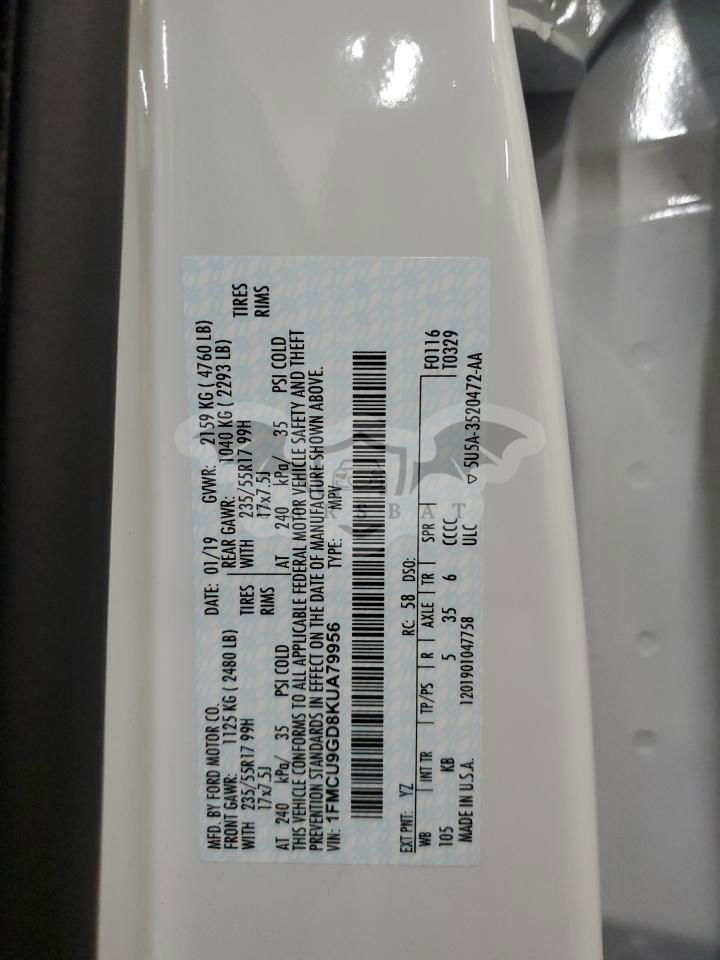 MFD. BY FORD MOTOR CO. DATE: 01/19 GVWR: 2159 KG ( 4760 LB)
FRONT GAWR: 1125 KG ( 2480 LB) REAR GAWR: 1040 KG ( 2293 LB)
WITH 235/55R17 99H TIRES WITH 235/55R17 99H TIRES
17x7.5J RIMS 17x7.5J RIMS
AT 240 kPa/ 35 PSI COLD AT 240 kPa/ 35 PSI COLD
THIS VEHICLE CONFORMS TO ALL APPLICABLE FEDERAL MOTOR VEHICLE SAFETY AND THEFT
PREVENTION STANDARDS IN EFFECT ON THE DATE OF MANUFACTURE SHOWN ABOVE.
VIN: 1FMCU9GD8KUA79956 TYPE: MPV
EXT PNT: YZ RC: 58 DSO: F0116
WB INT TR TP/PS R AXLE TR SPR T0329
105 KB 5 35 6 CCCC
MADE IN U.S.A. 1201901047758 ULC ▽ 5U5A-3520472-AA
RSBAT